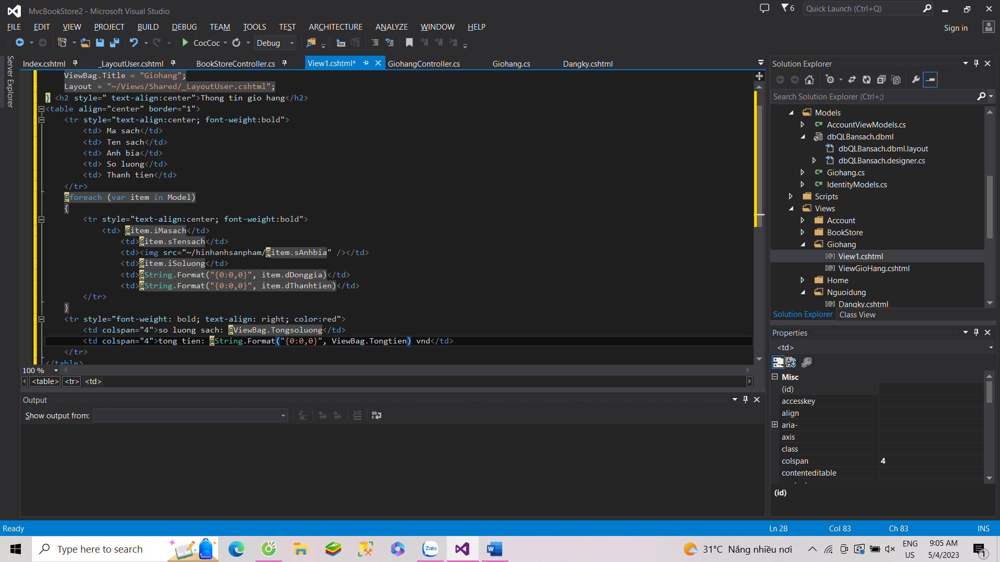 MvcBookStore2 - Microsoft Visual Studio
6
Quick Launch (Ctrl+Q)
FILE EDIT VIEW PROJECT BUILD DEBUG TEAM TOOLS TEST ARCHITECTURE ANALYZE WINDOW HELP
Sign in
CocCoc Debug
Server Explorer
Index.cshtml _LayoutUser.cshtml BookStoreController.cs View1.cshtml* GiohangController.cs Giohang.cs Dangky.cshtml
ViewBag.Title = "Giohang";
Layout = "~/Views/Shared/_LayoutUser.cshtml";
} <h2 style=" text-align:center">Thong tin gio hang</h2>
<table align="center" border="1">
<tr style="text-align:center; font-weight:bold">
<td> Ma sach</td>
<td> Ten sach</td>
<td> Anh bia</td>
<td> So luong</td>
<td> Thanh tien</td>
</tr>
@foreach (var item in Model)
{
<tr style="text-align:center; font-weight:bold">
<td> @item.iMasach</td>
<td>@item.sTensach</td>
<td><img src="~/hinhanhsanpham/@item.sAnhbia" /></td>
<td>@item.iSoluong</td>
<td>@String.Format("{0:0,0}", item.dDonggia)</td>
<td>@String.Format("{0:0,0}", item.dThanhtien)</td>
</tr>
}
<tr style="font-weight: bold; text-align: right; color:red">
<td colspan="4">so luong sach: @ViewBag.Tongsoluong</td>
<td colspan="4">tong tien: @String.Format("{0:0,0}", ViewBag.Tongtien) vnd</td>
</tr>
</table>
100 %
<table> <tr> <td>
Output
Show output from:
Solution Explorer
Search Solution Explorer (Ctrl+;)
Models
AccountViewModels.cs
dbQLBansach.dbml
dbQLBansach.dbml.layout
dbQLBansach.designer.cs
Giohang.cs
IdentityModels.cs
Scripts
Views
Account
BookStore
Giohang
View1.cshtml
ViewGioHang.cshtml
Home
Nguoidung
Dangky.cshtml
Solution Explorer Class View
Properties
<td>
Misc
(id)
accesskey
align
aria-
axis
class
colspan 4
contenteditable
(id)
Ready Ln 28 Col 83 Ch 83 INS
Type here to search
Zalo
31°C Nắng nhiều nơi
ENG
US
9:05 AM
5/4/2023
1